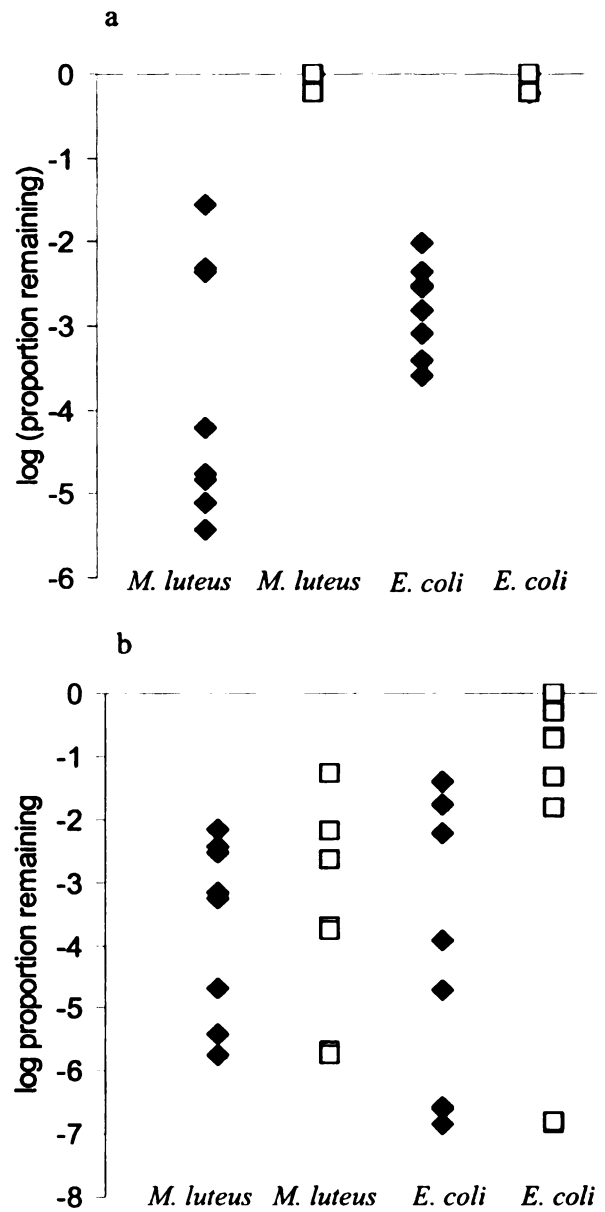 a
log (proportion remaining)
0
-1
-2
-3
-4
-5
-6
M. luteus M. luteus E. coli E. coli
b
log proportion remaining
0
-1
-2
-3
-4
-5
-6
-7
-8
M. luteus M. luteus E. coli E. coli